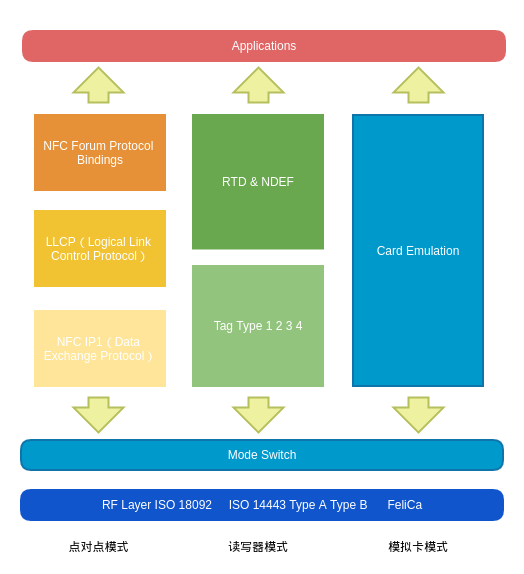 Applications
NFC Forum Protocol
Bindings
RTD & NDEF
LLCP（Logical Link
Control Protocol）
Card Emulation
NFC IP1（Data
Exchange Protocol）
Tag Type 1 2 3 4
Mode Switch
RF Layer ISO 18092 ISO 14443 Type A Type B FeliCa
点对点模式 读写器模式 模拟卡模式